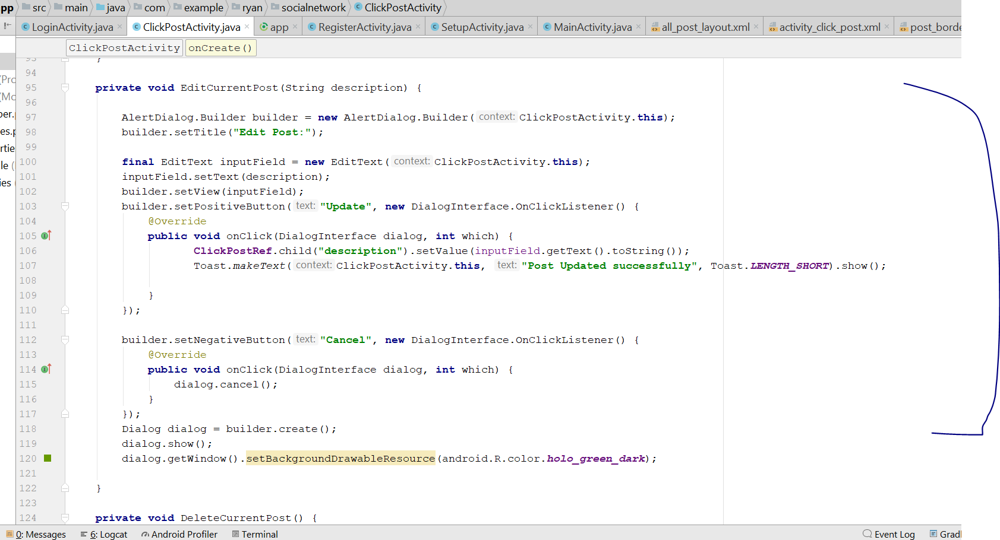 pp src main java com example ryan socialnetwork ClickPostActivity
LoginActivity.java ClickPostActivity.java app RegisterActivity.java SetupActivity.java MainActivity.java all_post_layout.xml activity_click_post.xml post_borde
ClickPostActivity onCreate()
93 }
94
(Pro
95 private void EditCurrentPost(String description) {
(Mo
96
per.p
97 AlertDialog.Builder builder = new AlertDialog.Builder( context: ClickPostActivity.this);
es.p
98 builder.setTitle("Edit Post:");
rtie
99
le (
100 final EditText inputField = new EditText( context: ClickPostActivity.this);
ies
101 inputField.setText(description);
102 builder.setView(inputField);
103 builder.setPositiveButton( text: "Update", new DialogInterface.OnClickListener() {
104 @Override
105 public void onClick(DialogInterface dialog, int which) {
106 ClickPostRef.child("description").setValue(inputField.getText().toString());
107 Toast.makeText( context: ClickPostActivity.this, text: "Post Updated successfully", Toast.LENGTH_SHORT).show();
108
109 }
110 });
111
112 builder.setNegativeButton( text: "Cancel", new DialogInterface.OnClickListener() {
113 @Override
114 public void onClick(DialogInterface dialog, int which) {
115 dialog.cancel();
116 }
117 });
118 Dialog dialog = builder.create();
119 dialog.show();
120 dialog.getWindow().setBackgroundDrawableResource(android.R.color.holo_green_dark);
121
122 }
123
124 private void DeleteCurrentPost() {
0: Messages 6: Logcat Android Profiler Terminal Event Log Gradl